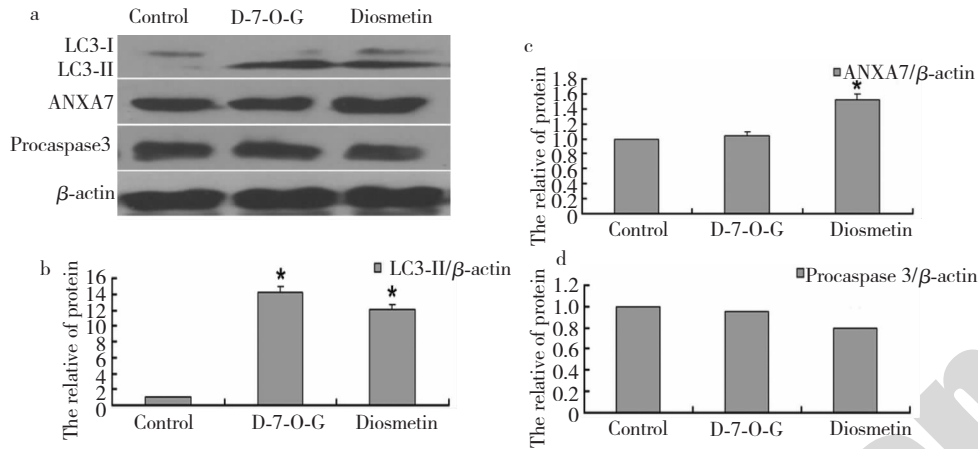 a
Control D-7-O-G Diosmetin
LC3-I
LC3-II
ANXA7
Procaspase3
β-actin
b
The relative of protein
16
14
12
10
8
6
4
2
0
LC3-II/β-actin
* *
Control D-7-O-G Diosmetin
c
The relative of protein
1.8
1.6
1.4
1.2
1.0
0.8
0.6
0.4
0.2
0
ANXA7/β-actin
*
Control D-7-O-G Diosmetin
d
The relative of protein
1.2
1.0
0.8
0.6
0.4
0.2
0
Procaspase 3/β-actin
Control D-7-O-G Diosmetin